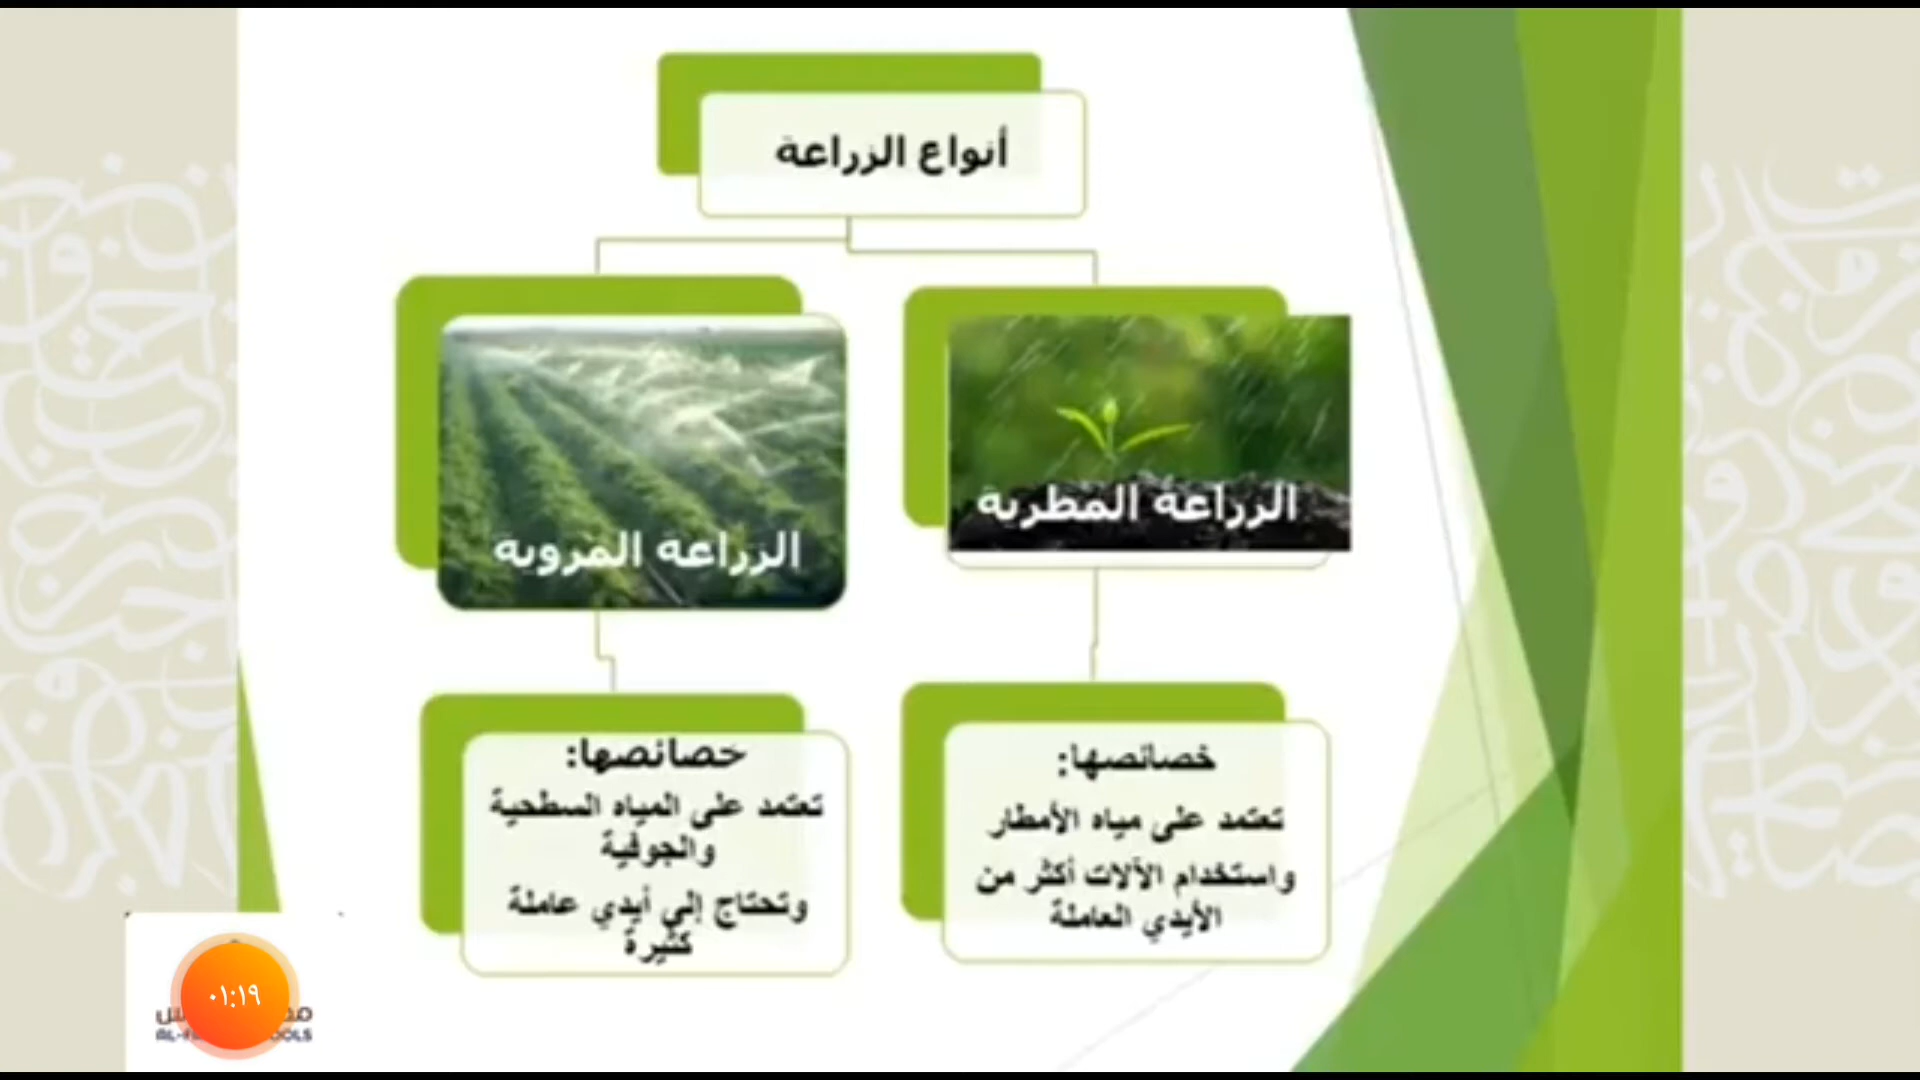 أنواع الزراعة
الزراعة المطرية
الزراعة المروية
خصائصها:
تعتمد على مياه الأمطار
واستخدام الآلات أكثر من
الأيدي العاملة
خصائصها:
تعتمد على المياه السطحية
والجوفية
وتحتاج إلى أيدي عاملة
كثيرة
٠١:١٩